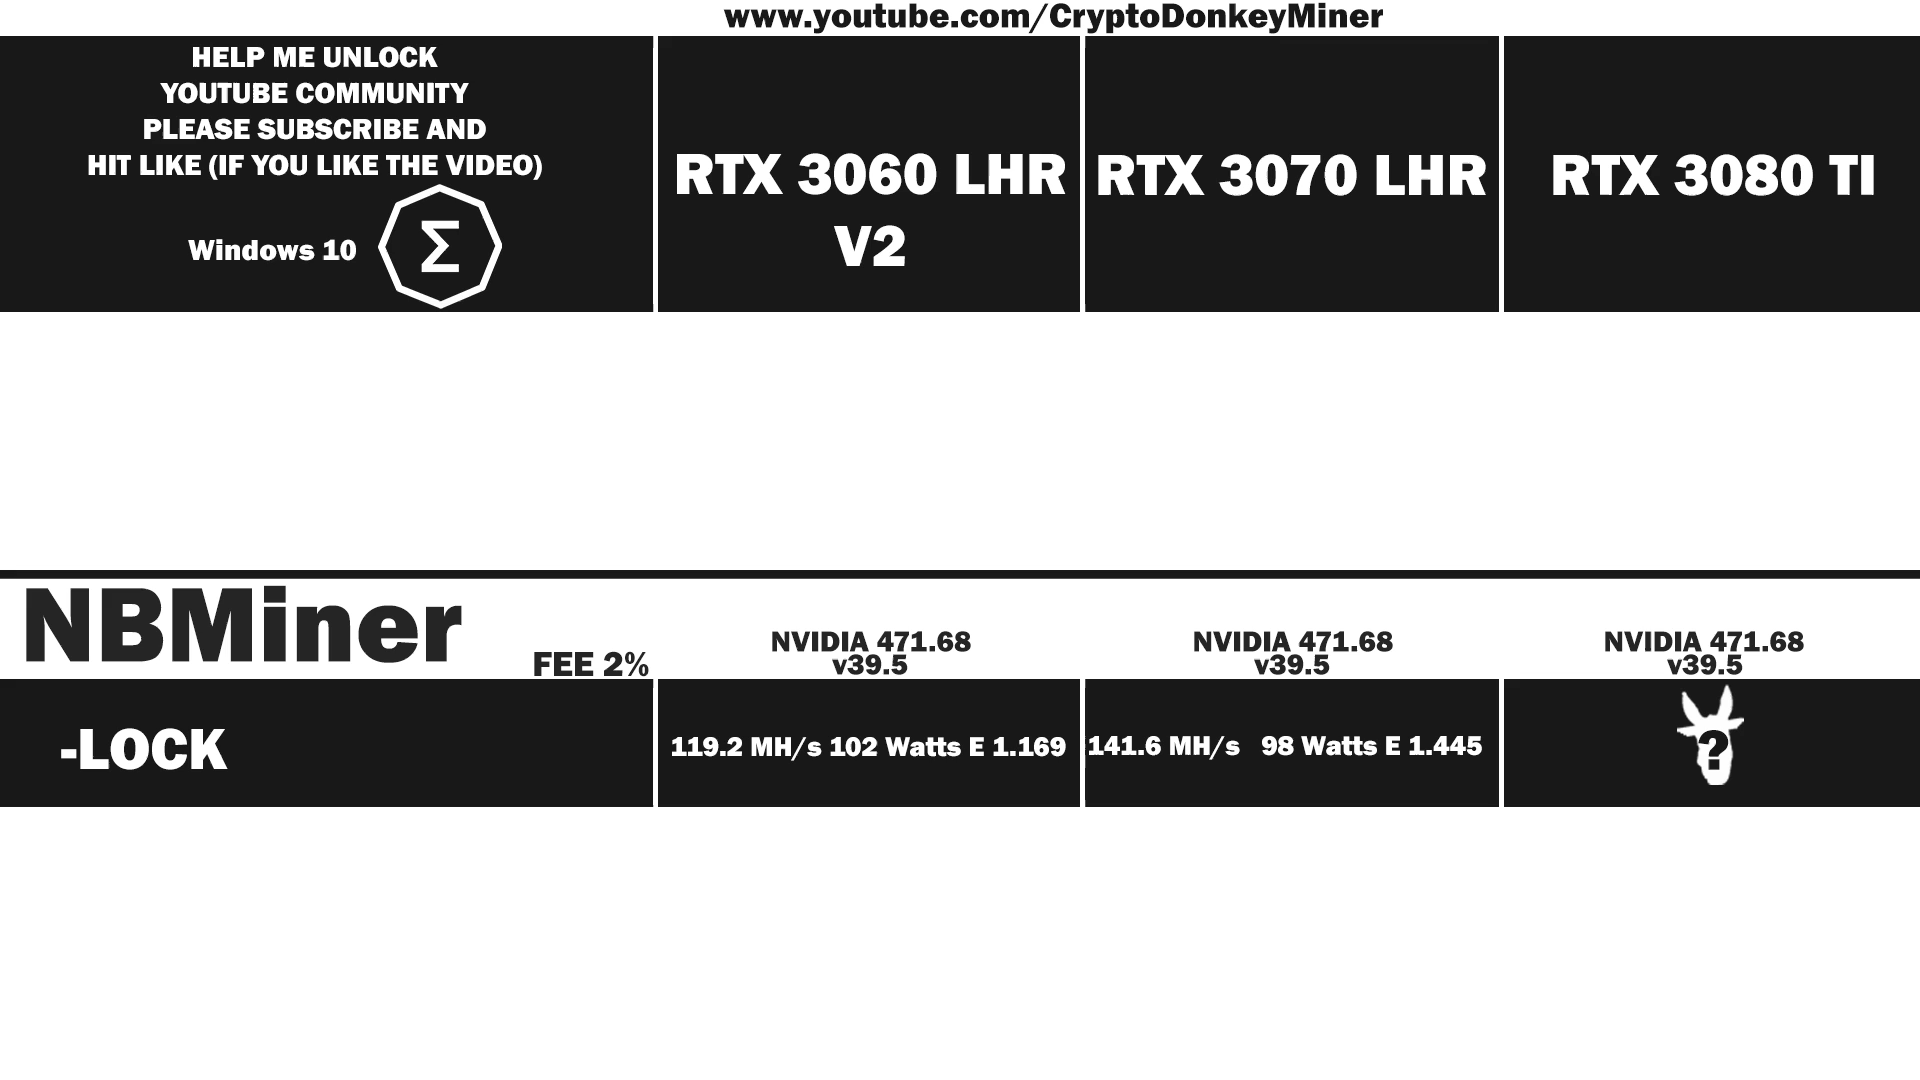 www.youtube.com/CryptoDonkeyMiner
HELP ME UNLOCK
YOUTUBE COMMUNITY
PLEASE SUBSCRIBE AND
HIT LIKE (IF YOU LIKE THE VIDEO)
Windows 10
Σ
RTX 3060 LHR
V2
RTX 3070 LHR
RTX 3080 TI
NBMiner
FEE 2%
NVIDIA 471.68
v39.5
NVIDIA 471.68
v39.5
NVIDIA 471.68
v39.5
-LOCK
119.2 MH/s 102 Watts E 1.169
141.6 MH/s 98 Watts E 1.445
?